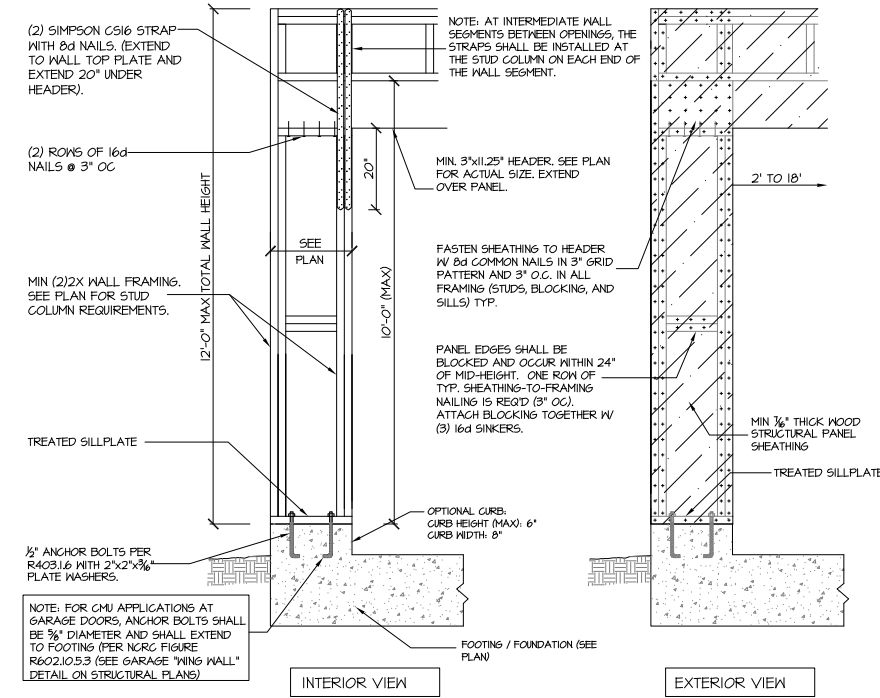 (2) SIMPSON CS16 STRAP
WITH 8d NAILS. (EXTEND
TO WALL TOP PLATE AND
EXTEND 20" UNDER
HEADER).
(2) ROWS OF 16d
NAILS @ 3" OC
12'-0" MAX TOTAL WALL HEIGHT
MIN (2)2X WALL FRAMING.
SEE PLAN FOR STUD
COLUMN REQUIREMENTS.
TREATED SILLPLATE
1/2" ANCHOR BOLTS PER
R403.1.6 WITH 2"x2"x3/16"
PLATE WASHERS.
NOTE: FOR CMU APPLICATIONS AT
GARAGE DOORS, ANCHOR BOLTS SHALL
BE 5/8" DIAMETER AND SHALL EXTEND
TO FOOTING (PER NCRC FIGURE
R602.10.5.3 (SEE GARAGE "WING WALL"
DETAIL ON STRUCTURAL PLANS)
SEE
PLAN
20"
10'-0" (MAX)
NOTE: AT INTERMEDIATE WALL
SEGMENTS BETWEEN OPENINGS, THE
STRAPS SHALL BE INSTALLED AT
THE STUD COLUMN ON EACH END OF
THE WALL SEGMENT.
MIN. 3"x11.25" HEADER. SEE PLAN
FOR ACTUAL SIZE. EXTEND
OVER PANEL.
FASTEN SHEATHING TO HEADER
W/ 8d COMMON NAILS IN 3" GRID
PATTERN AND 3" O.C. IN ALL
FRAMING (STUDS, BLOCKING, AND
SILLS) TYP.
PANEL EDGES SHALL BE
BLOCKED AND OCCUR WITHIN 24"
OF MID-HEIGHT. ONE ROW OF
TYP. SHEATHING-TO-FRAMING
NAILING IS REQ'D (3" OC).
ATTACH BLOCKING TOGETHER W/
(3) 16d SINKERS.
OPTIONAL CURB:
CURB HEIGHT (MAX): 6"
CURB WIDTH: 8"
FOOTING / FOUNDATION (SEE
PLAN)
INTERIOR VIEW
2' TO 18'
MIN 7/16" THICK WOOD
STRUCTURAL PANEL
SHEATHING
TREATED SILLPLATE
EXTERIOR VIEW